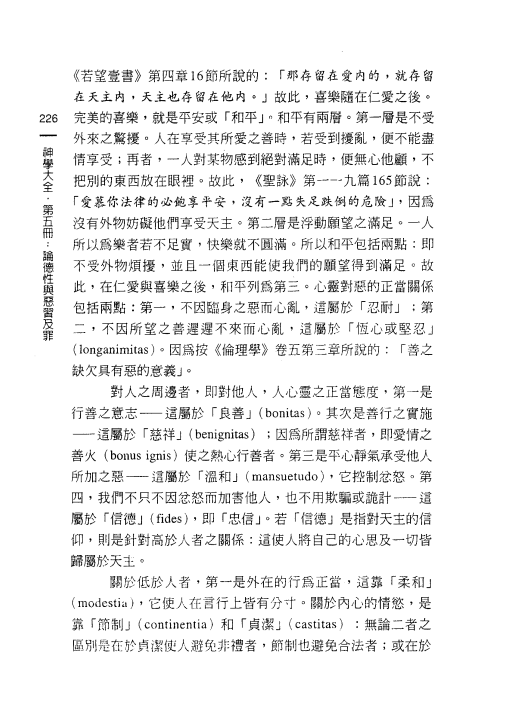 《若望壹書》第四章16節所說的：「那存留在愛內的，就存留
在天主內，天主也存留在他內。」故此，喜樂隨在仁愛之後。
完美的喜樂，就是平安或「和平」。和平有兩層。第一層是不受
外來之驚擾。人在享受其所愛之善時，若受到擾亂，便不能盡
情享受；再者，一人對某物感到絕對滿足時，便無心他顧，不
把別的東西放在眼裡。故此，《聖詠》第一一九篇165節說：
「愛慕你法律的必飽享平安，沒有一點失足跌倒的危險」，因爲
沒有外物妨礙他們享受天主。第二層是浮動願望之滿足。一人
所以爲樂者若不足實，快樂就不圓滿。所以和平包括兩點：即
不受外物煩擾，並且一個東西能使我們的願望得到滿足。故
此，在仁愛與喜樂之後，和平列爲第三。心靈對惡的正當關係
包括兩點：第一，不因臨身之惡而心亂，這屬於「忍耐」；第
二，不因所望之善遲遲不來而心亂，這屬於「恆心或堅忍」
(longanimitas)。因爲按《倫理學》卷五第三章所說的：「善之
缺欠具有惡的意義」。
對人之周邊者，即對他人，人心靈之正當態度，第一是
行善之意志——這屬於「良善」(bonitas)。其次是善行之實施
——這屬於「慈祥」(benignitas)；因爲所謂慈祥者，即愛情之
善火 (bonus ignis) 使之熱心行善者。第三是平心靜氣承受他人
所加之惡——這屬於「溫和」(mansuetudo)，它控制忿怒。第
四，我們不只不因忿怒而加害他人，也不用欺騙或詭計——這
屬於「信德」(fides)，即「忠信」。若「信德」是指對天主的信
仰，則是針對高於人者之關係：這使人將自己的心思及一切皆
歸屬於天主。
關於低於人者，第一是外在的行爲正當，這靠「柔和」
(modestia)，它使人在言行上皆有分寸。關於內心的情慾，是
靠「節制」(continentia) 和「貞潔」(castitas)：無論二者之
區別是在於貞潔使人避免非禮者，節制也避免合法者；或在於
226
神學大全．第五冊：論德性與惡習及罪